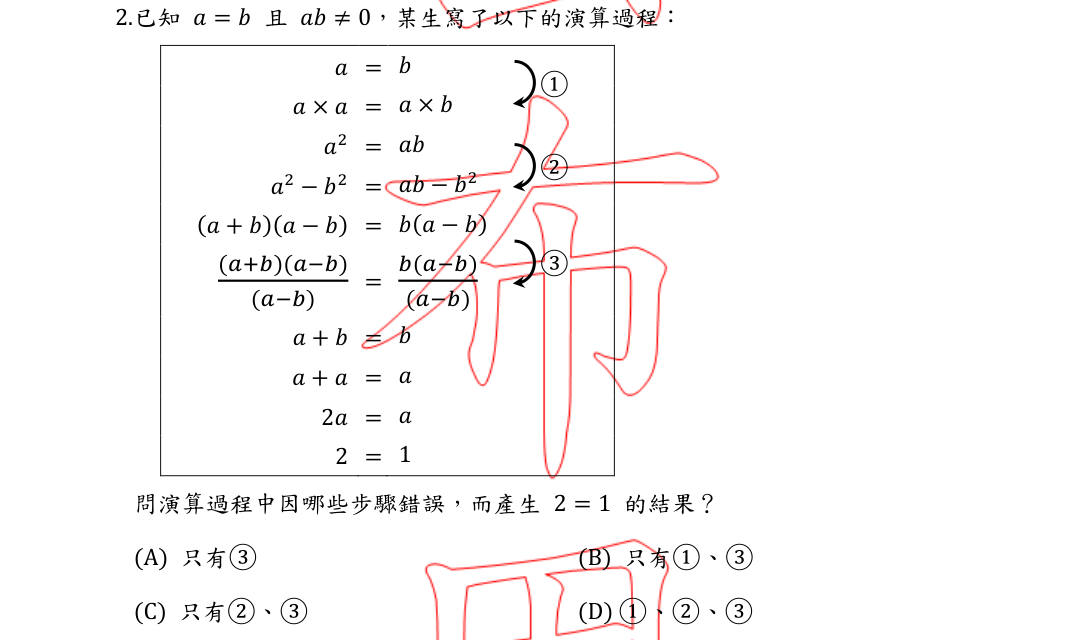 2.已知 a = b 且 ab ≠ 0，某生寫了以下的演算過程：
a = b
①
a × a = a × b
a² = ab
②
a² − b² = ab − b²
(a + b)(a − b) = b(a − b)
③
(a+b)(a−b)/(a−b) = b(a−b)/(a−b)
a + b = b
a + a = a
2a = a
2 = 1
問演算過程中因哪些步驟錯誤，而產生 2 = 1 的結果？
(A) 只有③ (B) 只有①、③
(C) 只有②、③ (D) ①、②、③